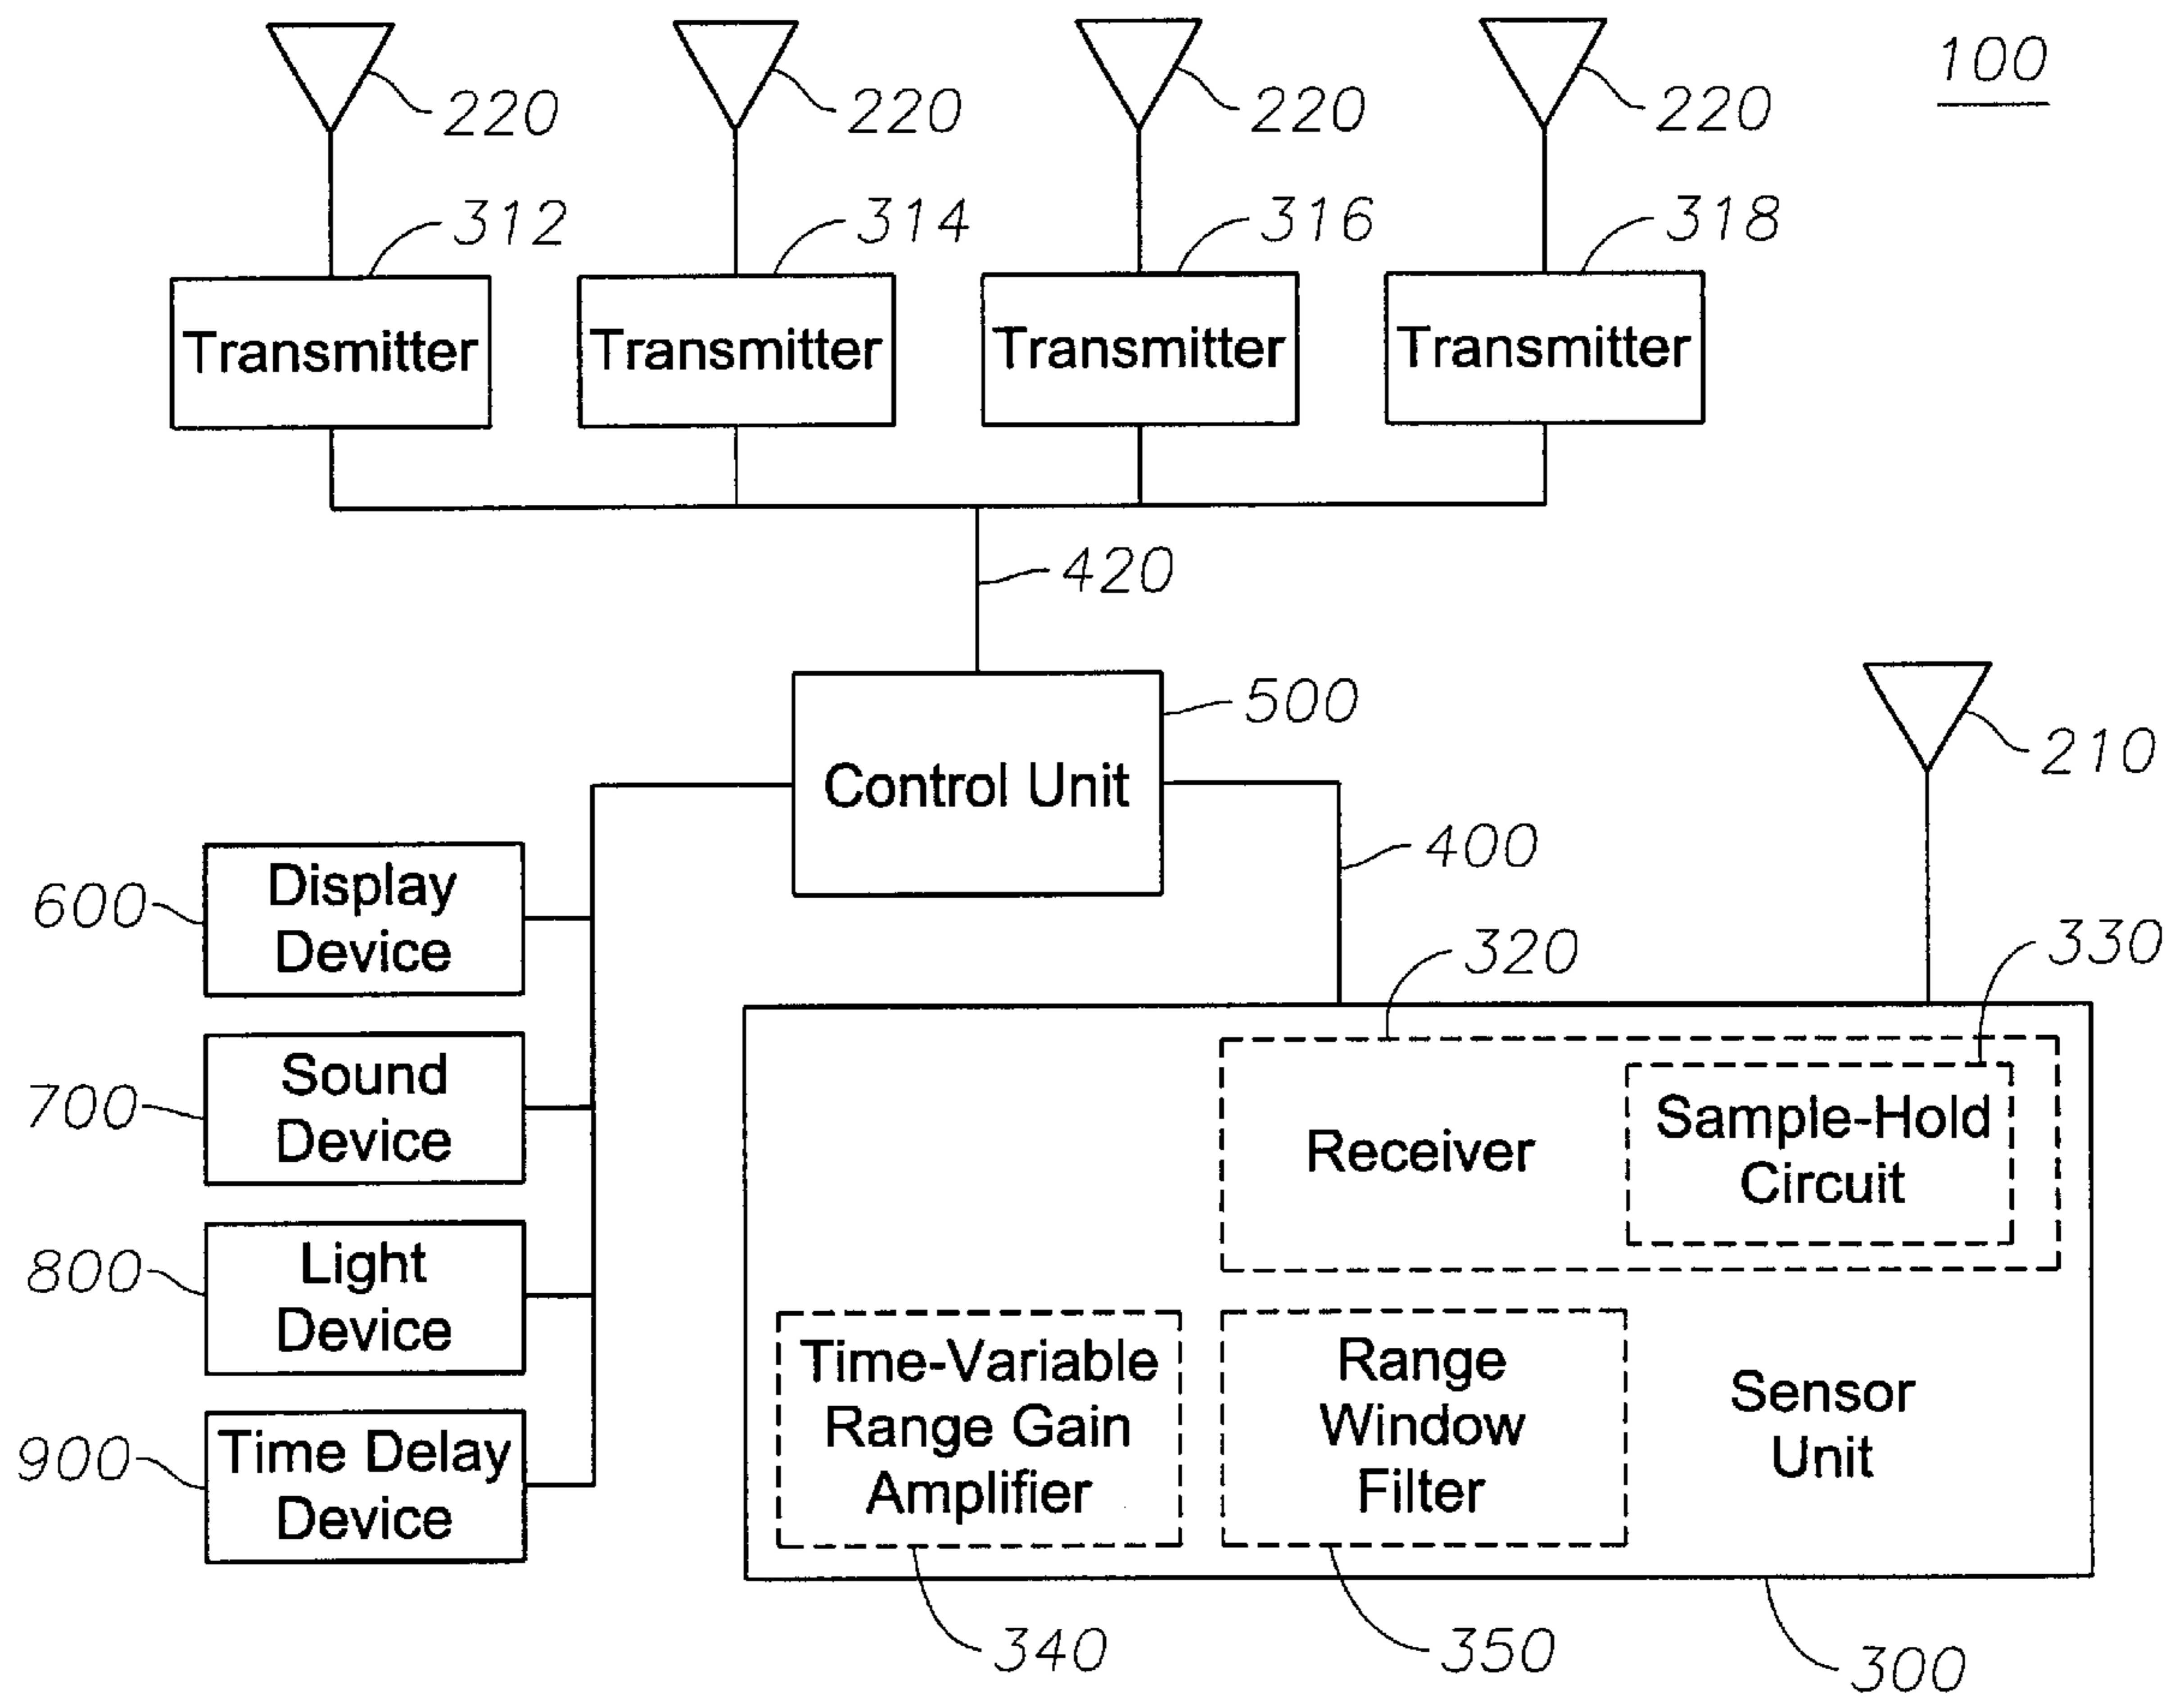 100
220
220
220
220
312
314
316
318
Transmitter
Transmitter
Transmitter
Transmitter
420
500
Control Unit
210
400
600
Display
Device
320
330
700
Sound
Device
Receiver
Sample-Hold
Circuit
800
Light
Device
Time-Variable
Range Gain
Amplifier
Range
Window
Filter
Sensor
Unit
900
Time Delay
Device
340
350
300